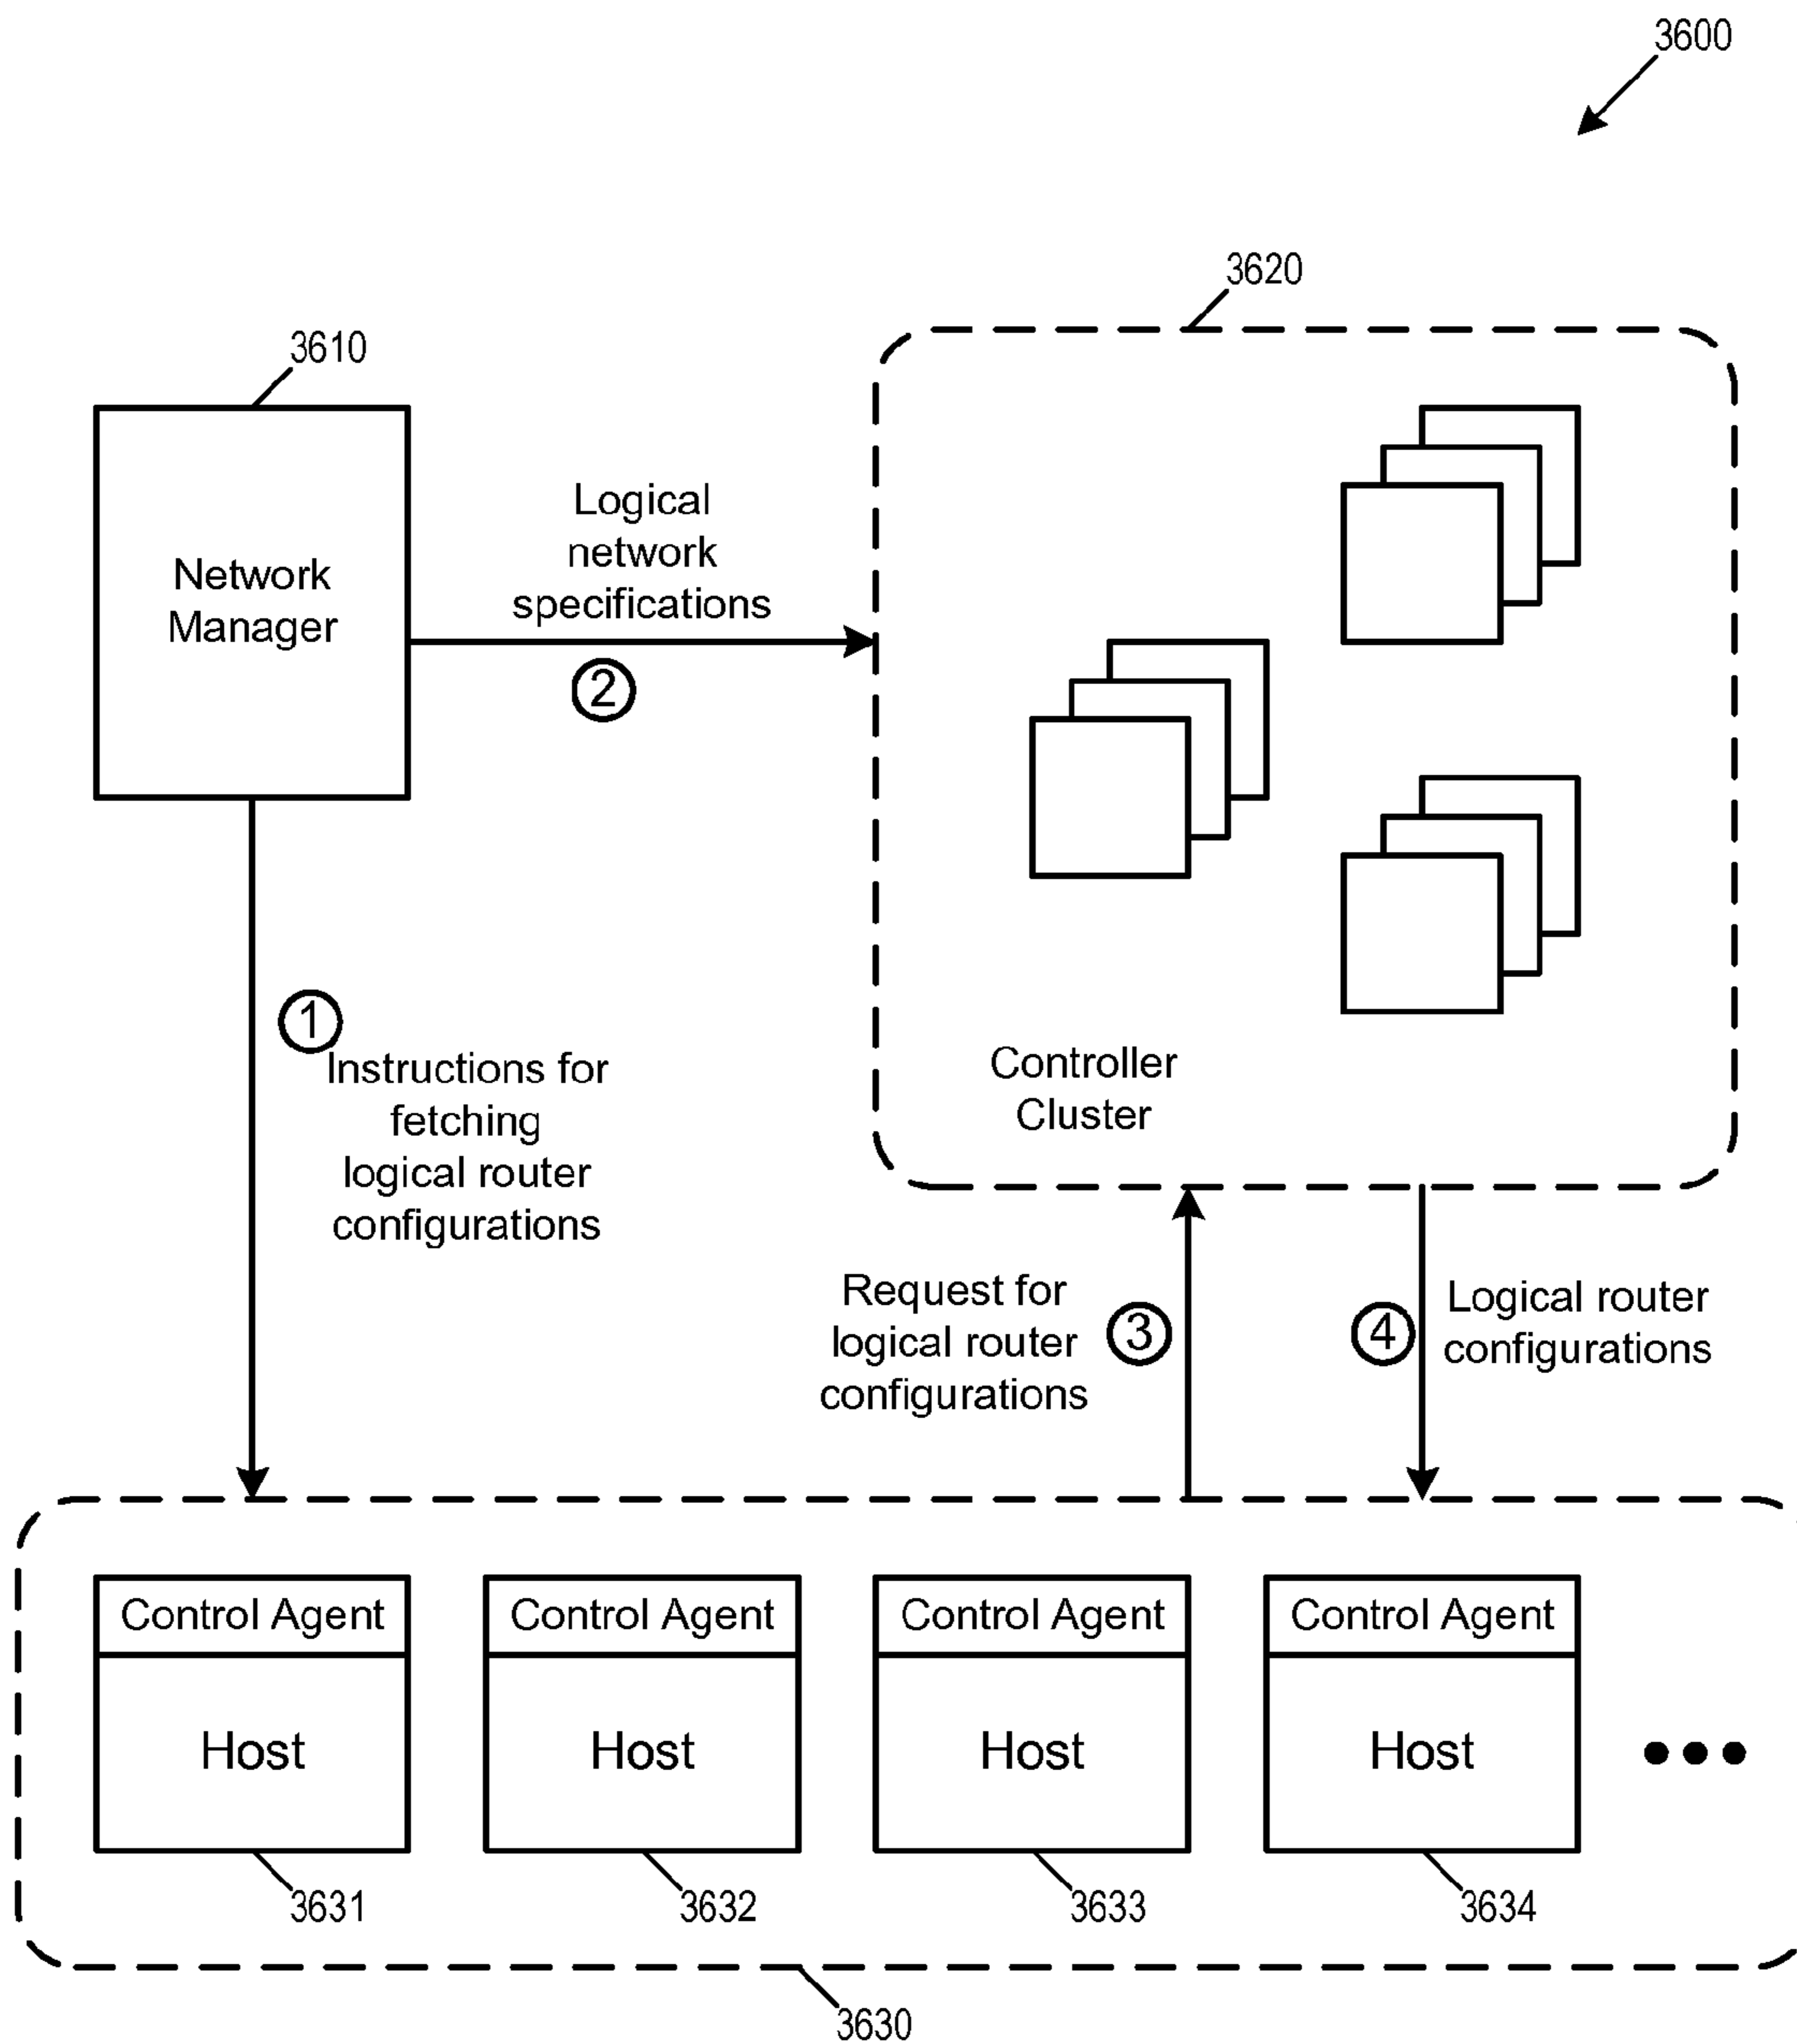 3600
3620
3610
Network
Manager
Logical
network
specifications
2
1
Instructions for
fetching
logical router
configurations
Controller
Cluster
Request for
logical router
configurations
3
4
Logical router
configurations
Control Agent
Host
3631
Control Agent
Host
3632
Control Agent
Host
3633
Control Agent
Host
3634
3630